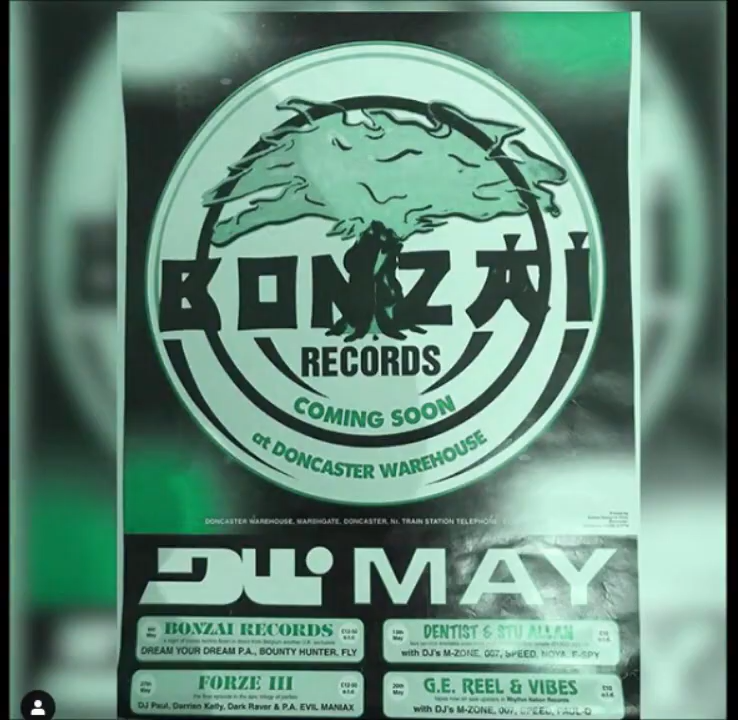 BONZAI
RECORDS
COMING SOON
at DONCASTER WAREHOUSE
DONCASTER WAREHOUSE, MARSHGATE, DONCASTER, Nr. TRAIN STATION TELEPHONE
DW MAY
BONZAI RECORDS
DREAM YOUR DREAM P.A., BOUNTY HUNTER, FLY
DENTIST & STU ALLAN
with DJ's M-ZONE, 007, SPEED, NOYA, E-SPY
FORZE III
DJ Paul, Darrien Kelly, Dark Raver & P.A. EVIL MANIAX
G.E. REEL & VIBES
with DJ's M-ZONE, 007, SPEED, PAUL-D